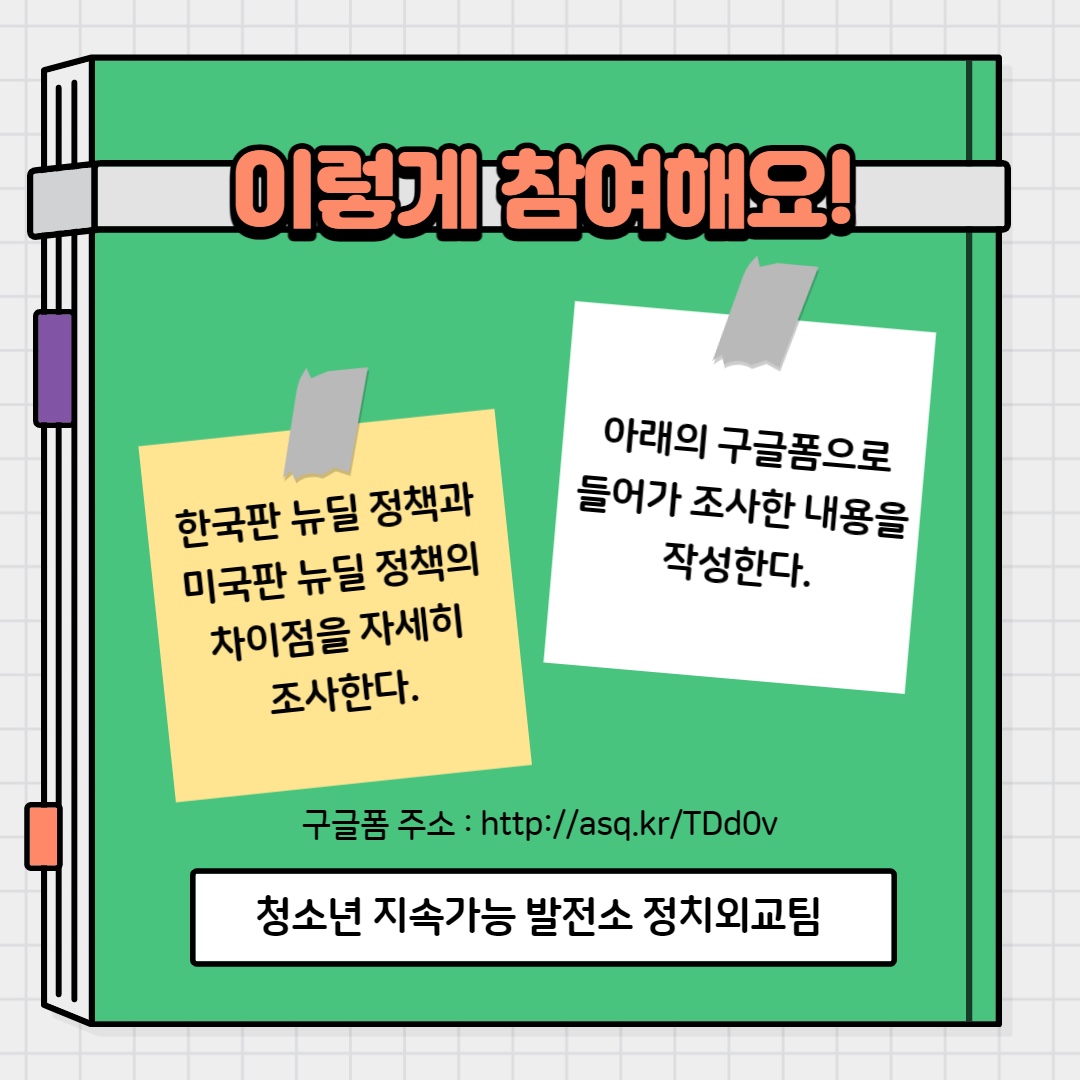 이렇게 참여해요!
한국판 뉴딜 정책과
미국판 뉴딜 정책의
차이점을 자세히
조사한다.
아래의 구글폼으로
들어가 조사한 내용을
작성한다.
구글폼 주소 : http://asq.kr/TDd0v
청소년 지속가능 발전소 정치외교팀